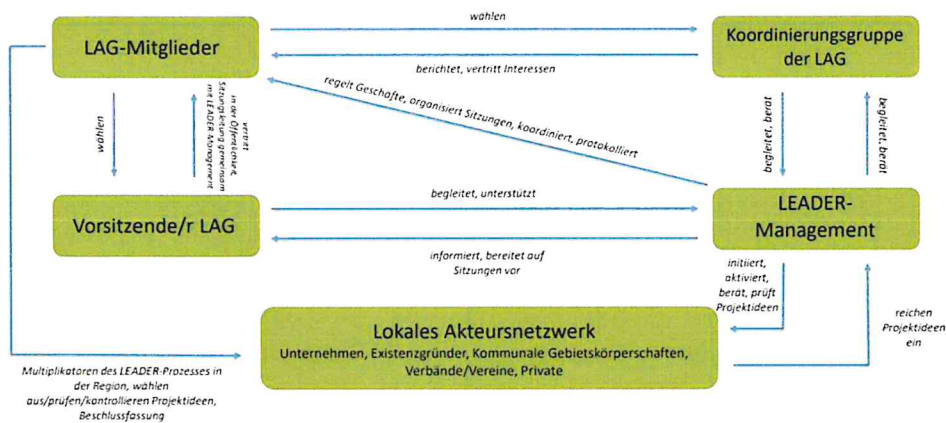 wählen
LAG-Mitglieder
Koordinierungsgruppe
der LAG
berichtet, vertritt Interessen
regelt Geschäfte, organisiert Sitzungen, koordiniert, protokolliert
wählen
vertritt
in der Öffentlichkeit,
Sitzungsleitung gemeinsam
mit LEADER-Management
begleitet, berät
begleitet, berät
begleitet, unterstützt
Vorsitzende/r LAG
LEADER-
Management
informiert, bereitet auf
Sitzungen vor
initiiert,
aktiviert,
berät, prüft
Projektideen
reichen
Projektideen
ein
Lokales Akteursnetzwerk
Unternehmen, Existenzgründer, Kommunale Gebietskörperschaften,
Verbände/Vereine, Private
Multiplikatoren des LEADER-Prozesses in
der Region, wählen
aus/prüfen/kontrollieren Projektideen,
Beschlussfassung